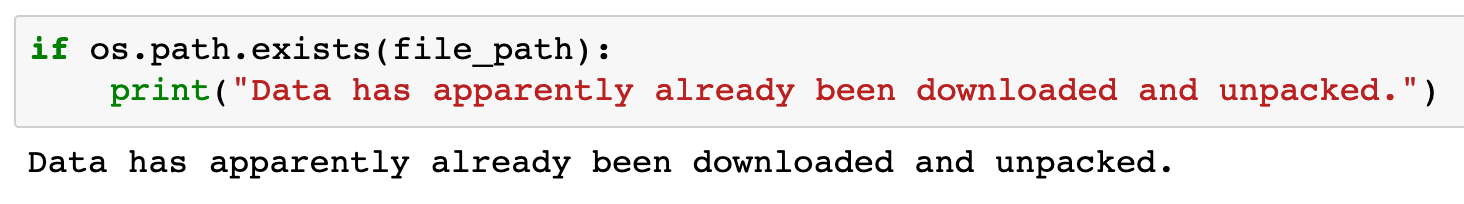 if os.path.exists(file_path):
    print("Data has apparently already been downloaded and unpacked.")
Data has apparently already been downloaded and unpacked.